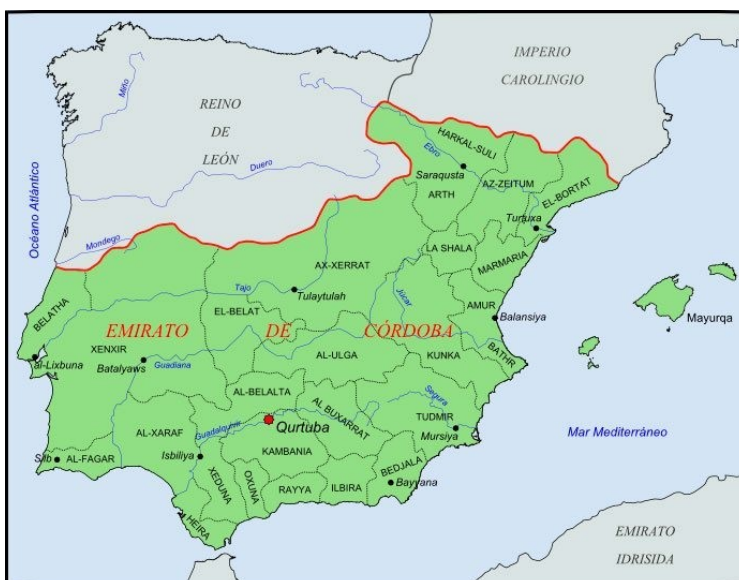 IMPERIO
CAROLINGIO
REINO
DE
LEÓN
Miño
Duero
Océano Atlántico
Mondego
HARKAL-SULI
Ebro
Saraqusta
ARTH
AZ-ZEITUM
EL-BORTAT
Turtuxa
LA SHALA
MARMARIA
AX-XERRAT
Tajo
Tulaytulah
BELATHA
EL-BELAT
Júcar
AMUR
Balansiya
Mayurqa
EMIRATO DE CÓRDOBA
XENXIR
al-Lixbuna
Batalyaws
Guadiana
AL-ULGA
KUNKA
BATHR
AL-BELALTA
AL BUXARRAT
Segura
AL-XARAF
Guadalquivir
Qurtuba
TUDMIR
Mursiya
Mar Mediterráneo
Silb
AL-FAGAR
Isbiliya
KAMBANIA
XEDUNA
OXUNA
RAYYA
ILBIRA
BEDJALA
Bayyana
HEIRA
EMIRATO
IDRISIDA